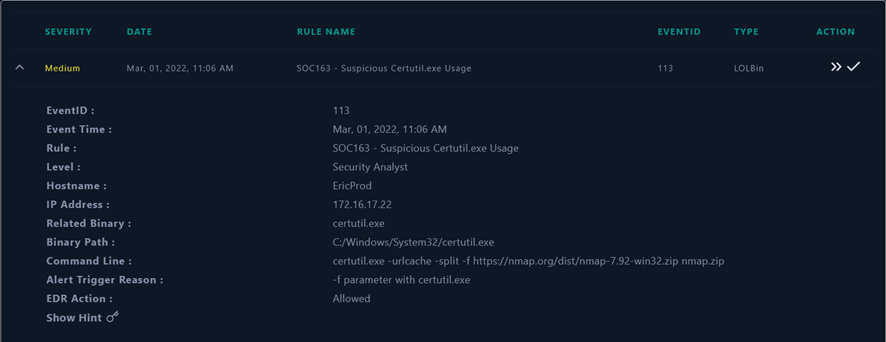 SEVERITY DATE RULE NAME EVENTID TYPE ACTION
Medium Mar, 01, 2022, 11:06 AM SOC163 - Suspicious Certutil.exe Usage 113 LOLBin
EventID : 113
Event Time : Mar, 01, 2022, 11:06 AM
Rule : SOC163 - Suspicious Certutil.exe Usage
Level : Security Analyst
Hostname : EricProd
IP Address : 172.16.17.22
Related Binary : certutil.exe
Binary Path : C:/Windows/System32/certutil.exe
Command Line : certutil.exe -urlcache -split -f https://nmap.org/dist/nmap-7.92-win32.zip nmap.zip
Alert Trigger Reason : -f parameter with certutil.exe
EDR Action : Allowed
Show Hint